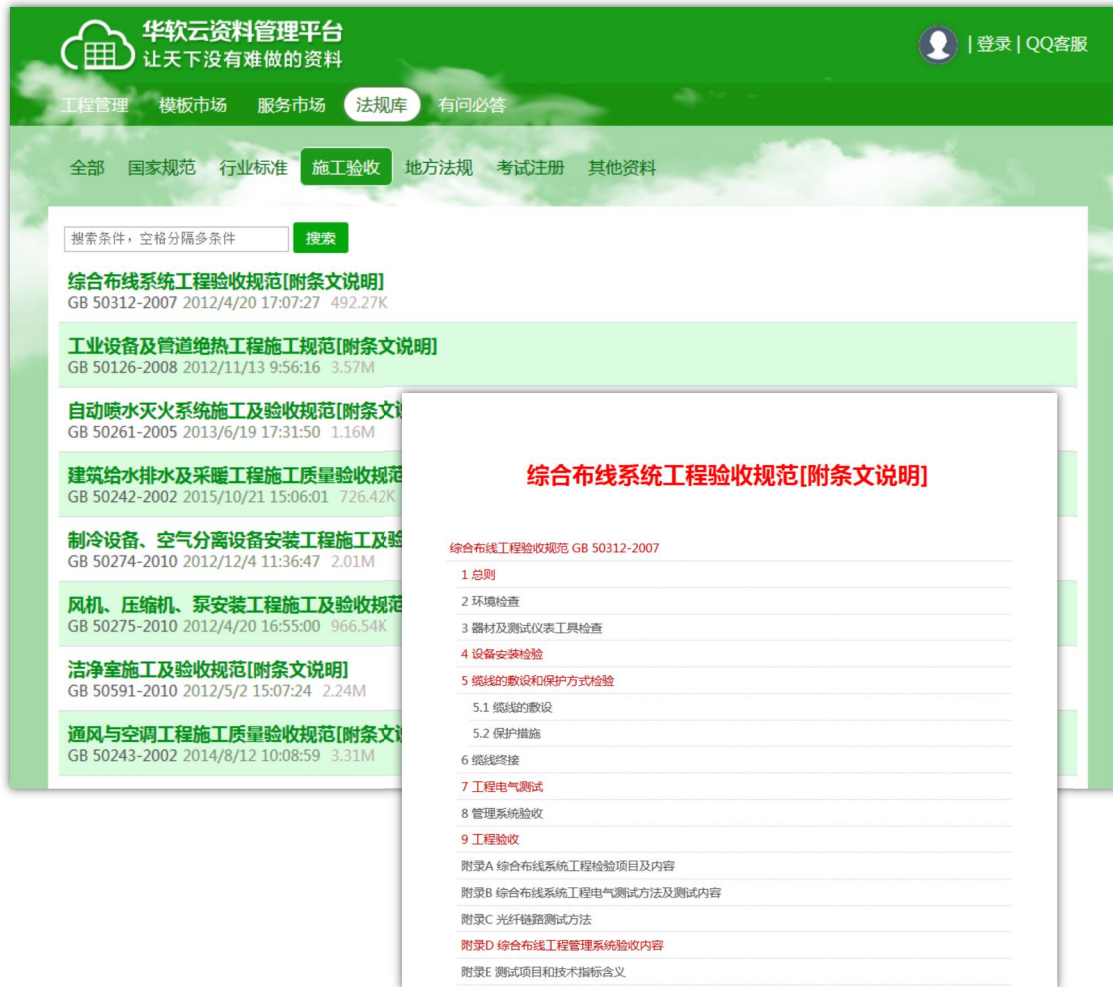 华软云资料管理平台
让天下没有难做的资料
| 登录 | QQ客服
工程管理 模板市场 服务市场 法规库 有问必答
全部 国家规范 行业标准 施工验收 地方法规 考试注册 其他资料
搜索条件，空格分隔多条件 搜索
综合布线系统工程验收规范[附条文说明]
GB 50312-2007 2012/4/20 17:07:27 492.27K
工业设备及管道绝热工程施工规范[附条文说明]
GB 50126-2008 2012/11/13 9:56:16 3.57M
自动喷水灭火系统施工及验收规范[附条文
GB 50261-2005 2013/6/19 17:31:50 1.16M
建筑给水排水及采暖工程施工质量验收规范
GB 50242-2002 2015/10/21 15:06:01 726.42K
制冷设备、空气分离设备安装工程施工及验
GB 50274-2010 2012/12/4 11:36:47 2.01M
风机、压缩机、泵安装工程施工及验收规范
GB 50275-2010 2012/4/20 16:55:00 966.54K
洁净室施工及验收规范[附条文说明]
GB 50591-2010 2012/5/2 15:07:24 2.24M
通风与空调工程施工质量验收规范[附条文
GB 50243-2002 2014/8/12 10:08:59 3.31M
综合布线系统工程验收规范[附条文说明]
综合布线工程验收规范 GB 50312-2007
1 总则
2 环境检查
3 器材及测试仪表工具检查
4 设备安装检验
5 缆线的敷设和保护方式检验
5.1 缆线的敷设
5.2 保护措施
6 缆线终接
7 工程电气测试
8 管理系统验收
9 工程验收
附录A 综合布线系统工程检验项目及内容
附录B 综合布线系统工程电气测试方法及测试内容
附录C 光纤链路测试方法
附录D 综合布线工程管理系统验收内容
附录E 测试项目和技术指标含义